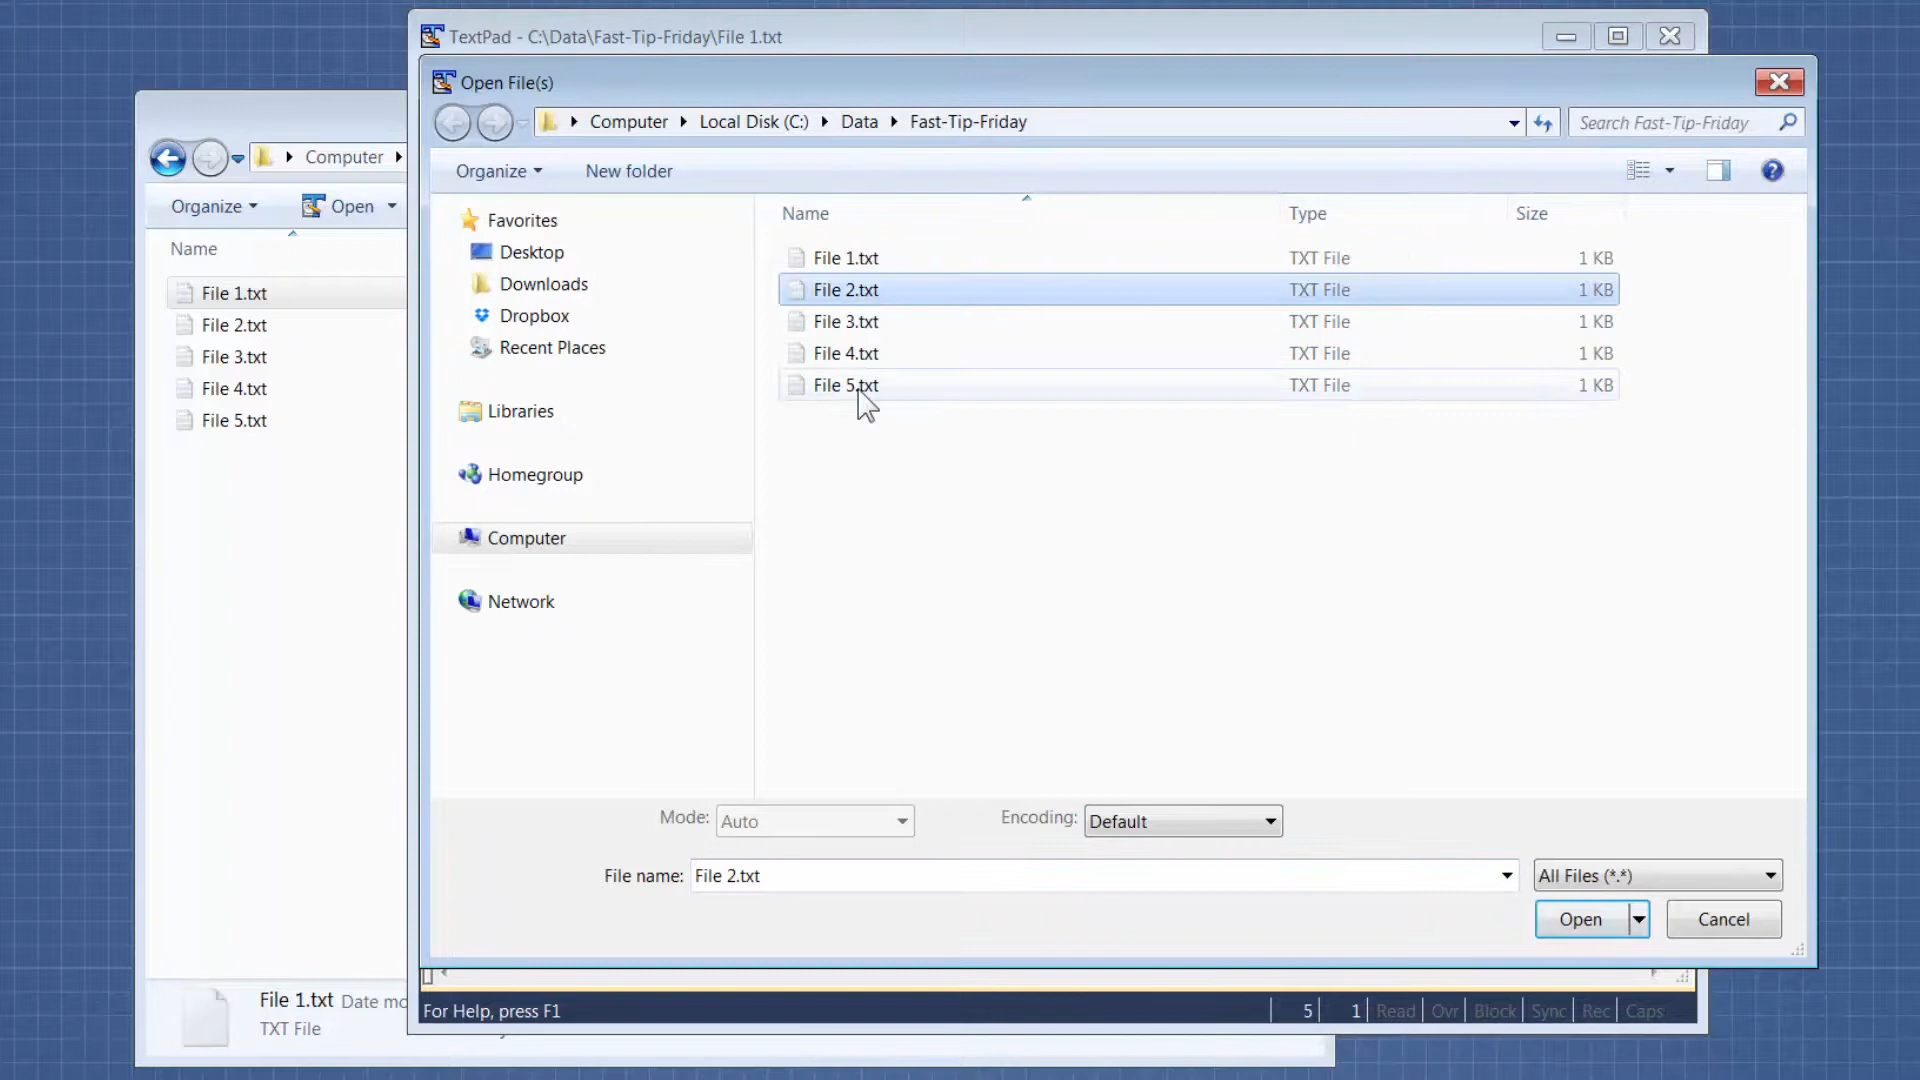 TextPad - C:\Data\Fast-Tip-Friday\File 1.txt
Open File(s)
Computer Local Disk (C:) Data Fast-Tip-Friday
Search Fast-Tip-Friday
Organize New folder
Favorites
Desktop
Downloads
Dropbox
Recent Places
Libraries
Homegroup
Computer
Network
Name Type Size
File 1.txt TXT File 1 KB
File 2.txt TXT File 1 KB
File 3.txt TXT File 1 KB
File 4.txt TXT File 1 KB
File 5.txt TXT File 1 KB
Mode: Auto Encoding: Default
File name: File 2.txt All Files (*.*)
Open Cancel
For Help, press F1 5 1 Read Ovr Block Sync Rec Caps
Computer
Organize Open
Name
File 1.txt
File 2.txt
File 3.txt
File 4.txt
File 5.txt
File 1.txt Date mo
TXT File